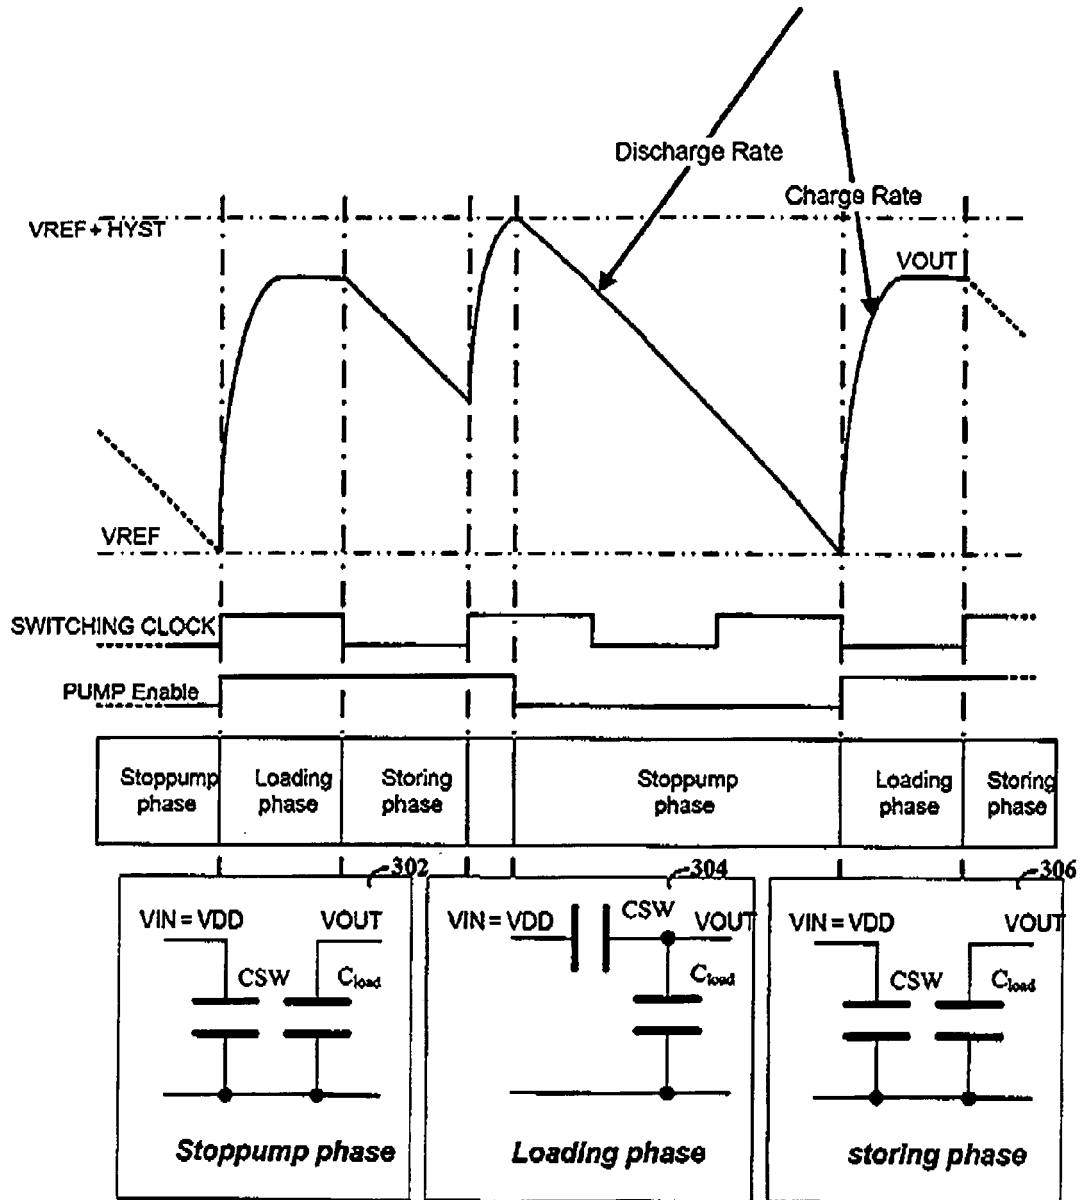 Discharge Rate
Charge Rate
VREF + HYST
VOUT
VREF
SWITCHING CLOCK
PUMP Enable
Stoppump
phase
Loading
phase
Storing
phase
Stoppump
phase
Loading
phase
Storing
phase
302
304
306
VIN = VDD
VOUT
CSW
Cload
Stoppump phase
VIN = VDD
CSW
VOUT
Cload
Loading phase
VIN = VDD
VOUT
CSW
Cload
storing phase